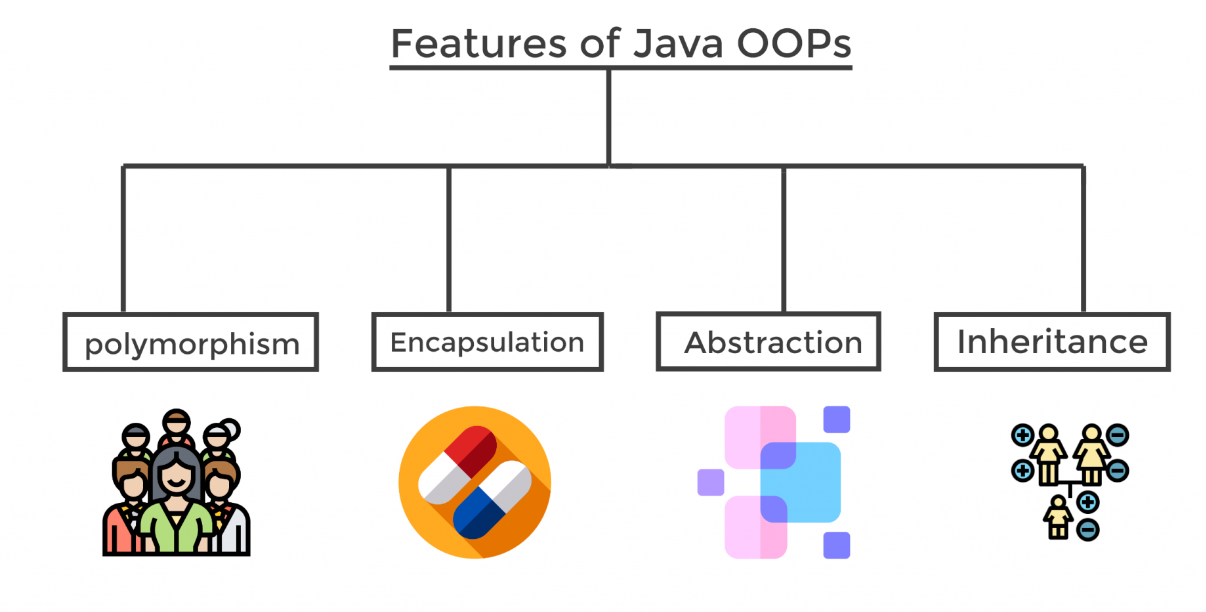 Features of Java OOPs
polymorphism
Encapsulation
Abstraction
Inheritance